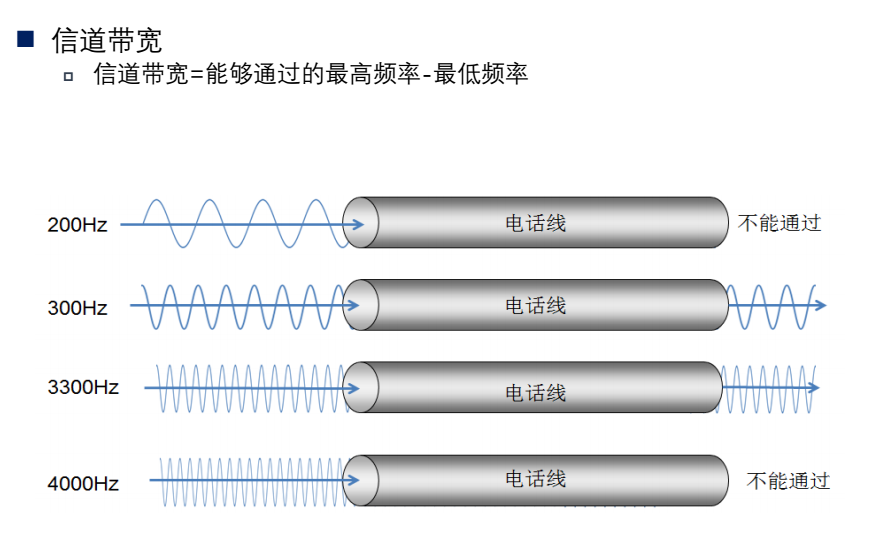 信道带宽
信道带宽=能够通过的最高频率-最低频率
200Hz 电话线 不能通过
300Hz 电话线
3300Hz 电话线
4000Hz 电话线 不能通过